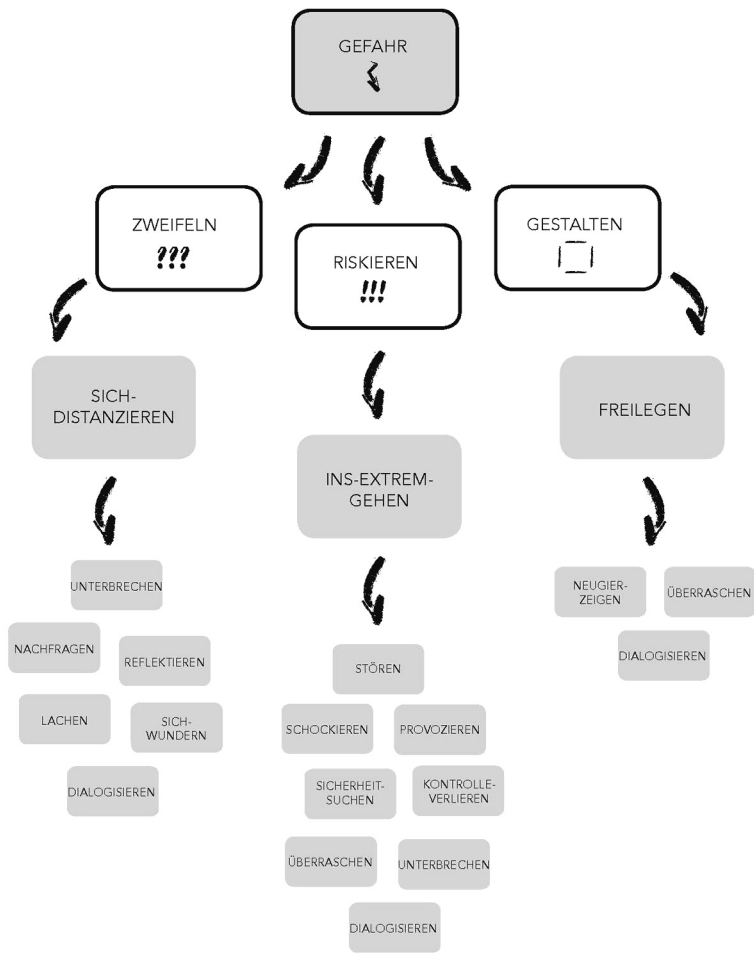 GEFAHR
ZWEIFELN
???
RISKIEREN
!!!
GESTALTEN
SICH-
DISTANZIEREN
INS-EXTREM-
GEHEN
FREILEGEN
UNTERBRECHEN
NACHFRAGEN
REFLEKTIEREN
LACHEN
SICH-
WUNDERN
DIALOGISIEREN
STÖREN
SCHOCKIEREN
PROVOZIEREN
SICHERHEIT-
SUCHEN
KONTROLLE-
VERLIEREN
ÜBERRASCHEN
UNTERBRECHEN
DIALOGISIEREN
NEUGIER-
ZEIGEN
ÜBERRASCHEN
DIALOGISIEREN